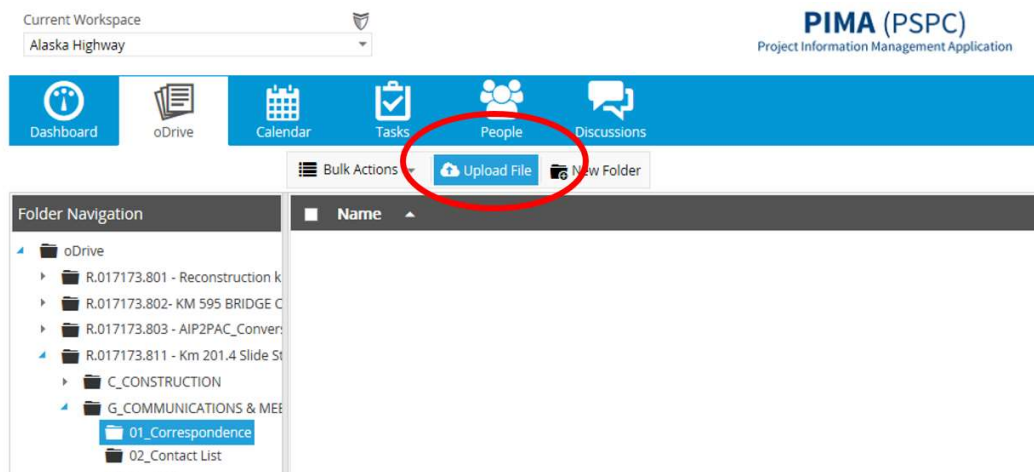 Current Workspace
Alaska Highway
PIMA (PSPC)
Project Information Management Application
Dashboard
oDrive
Calendar
Tasks
People
Discussions
Bulk Actions
Upload File
New Folder
Folder Navigation
Name
oDrive
R.017173.801 - Reconstruction k
R.017173.802- KM 595 BRIDGE C
R.017173.803 - AIP2PAC_Convers
R.017173.811 - Km 201.4 Slide St
C_CONSTRUCTION
G_COMMUNICATIONS & MEE
01_Correspondence
02_Contact List